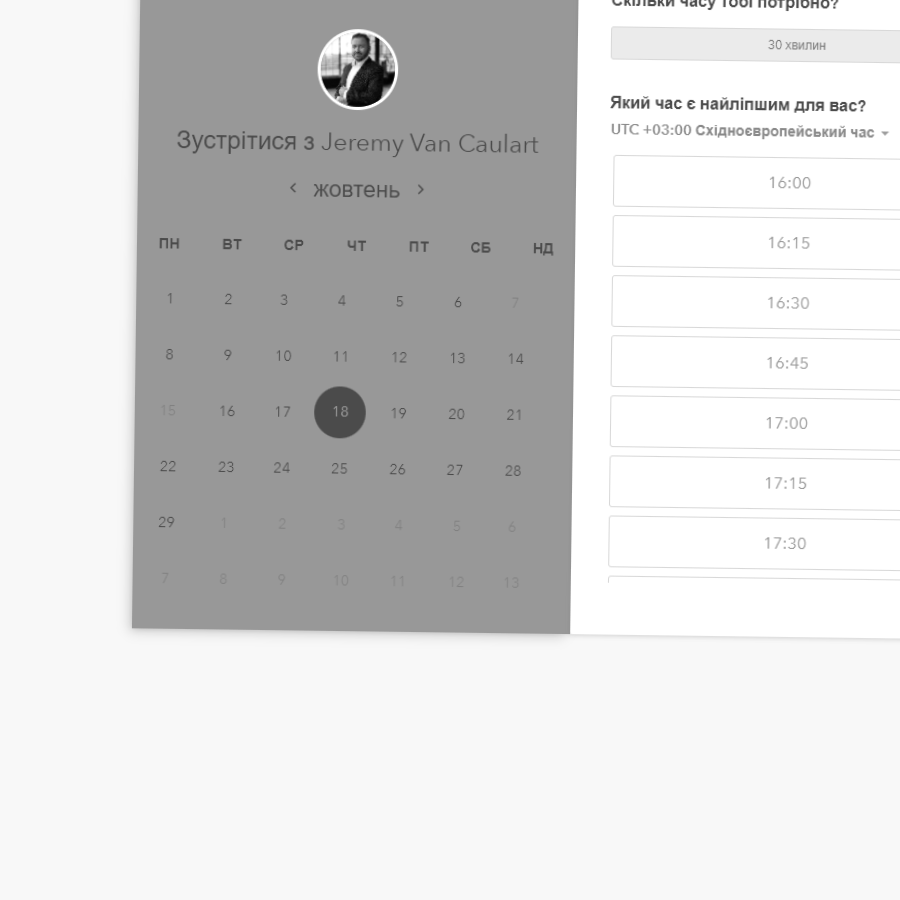 Зустрітися з Jeremy Van Caulart
жовтень
ПН ВТ СР ЧТ ПТ СБ НД
1 2 3 4 5 6 7
8 9 10 11 12 13 14
15 16 17 18 19 20 21
22 23 24 25 26 27 28
29 1 2 3 4 5 6
7 8 9 10 11 12 13
Скільки часу тобі потрібно?
30 хвилин
Який час є найліпшим для вас?
UTC +03:00 Східноєвропейський час
16:00
16:15
16:30
16:45
17:00
17:15
17:30